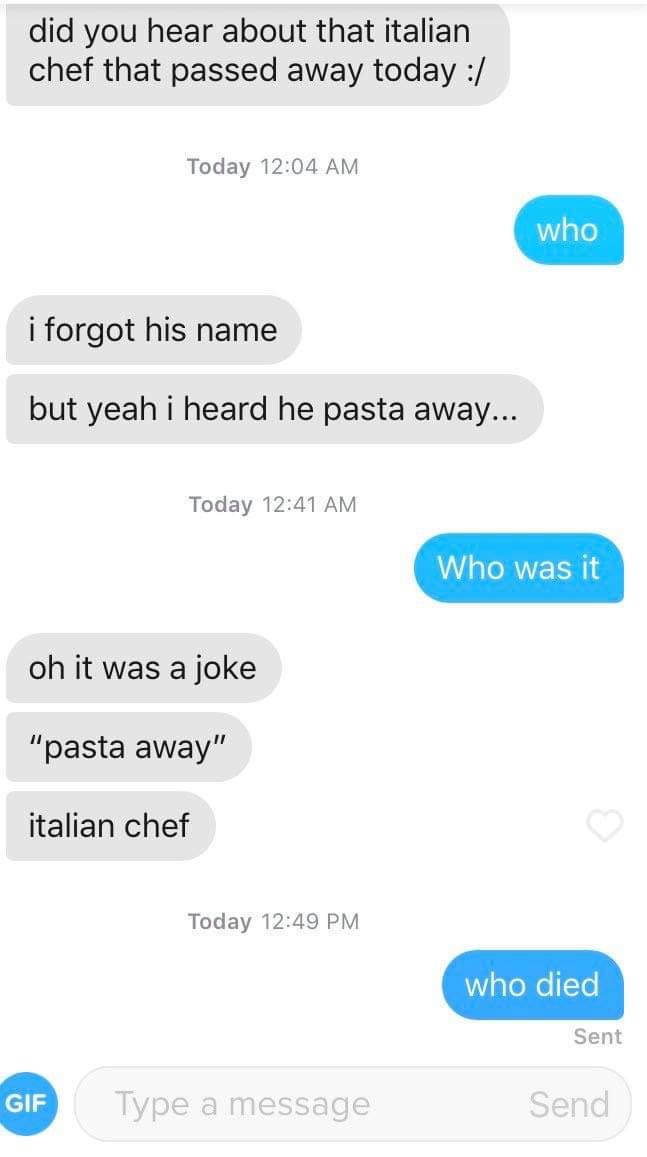 did you hear about that italian
chef that passed away today :/
Today 12:04 AM
who
i forgot his name
but yeah i heard he pasta away...
Today 12:41 AM
Who was it
oh it was a joke
“pasta away”
italian chef
Today 12:49 PM
who died
Sent
GIF Type a message Send